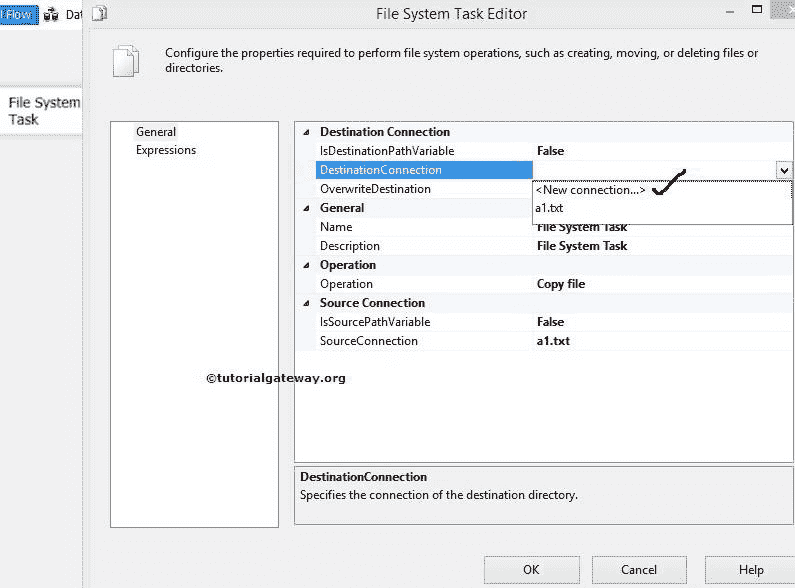 l Flow
Dat
File System Task Editor
Configure the properties required to perform file system operations, such as creating, moving, or deleting files or
directories.
File System
Task
General
Expressions
Destination Connection
IsDestinationPathVariable False
DestinationConnection
OverwriteDestination
<New connection...>
a1.txt
General
Name File System Task
Description File System Task
Operation
Operation Copy file
Source Connection
IsSourcePathVariable False
SourceConnection a1.txt
©tutorialgateway.org
DestinationConnection
Specifies the connection of the destination directory.
OK Cancel Help